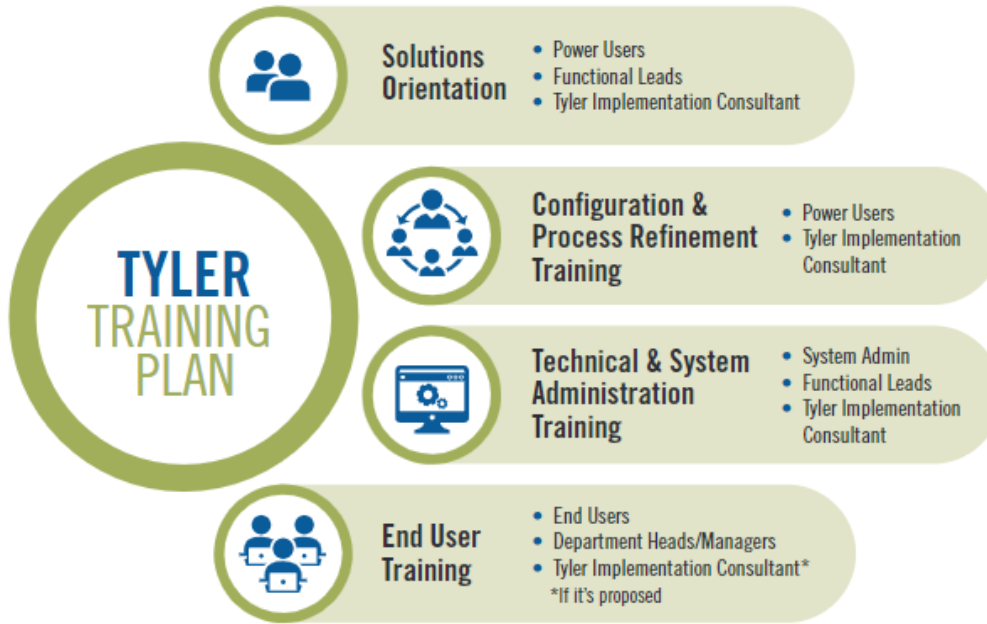 Solutions
Orientation
• Power Users
• Functional Leads
• Tyler Implementation Consultant
TYLER
TRAINING
PLAN
Configuration &
Process Refinement
Training
• Power Users
• Tyler Implementation
Consultant
Technical & System
Administration
Training
• System Admin
• Functional Leads
• Tyler Implementation
Consultant
End User
Training
• End Users
• Department Heads/Managers
• Tyler Implementation Consultant*
*If it's proposed